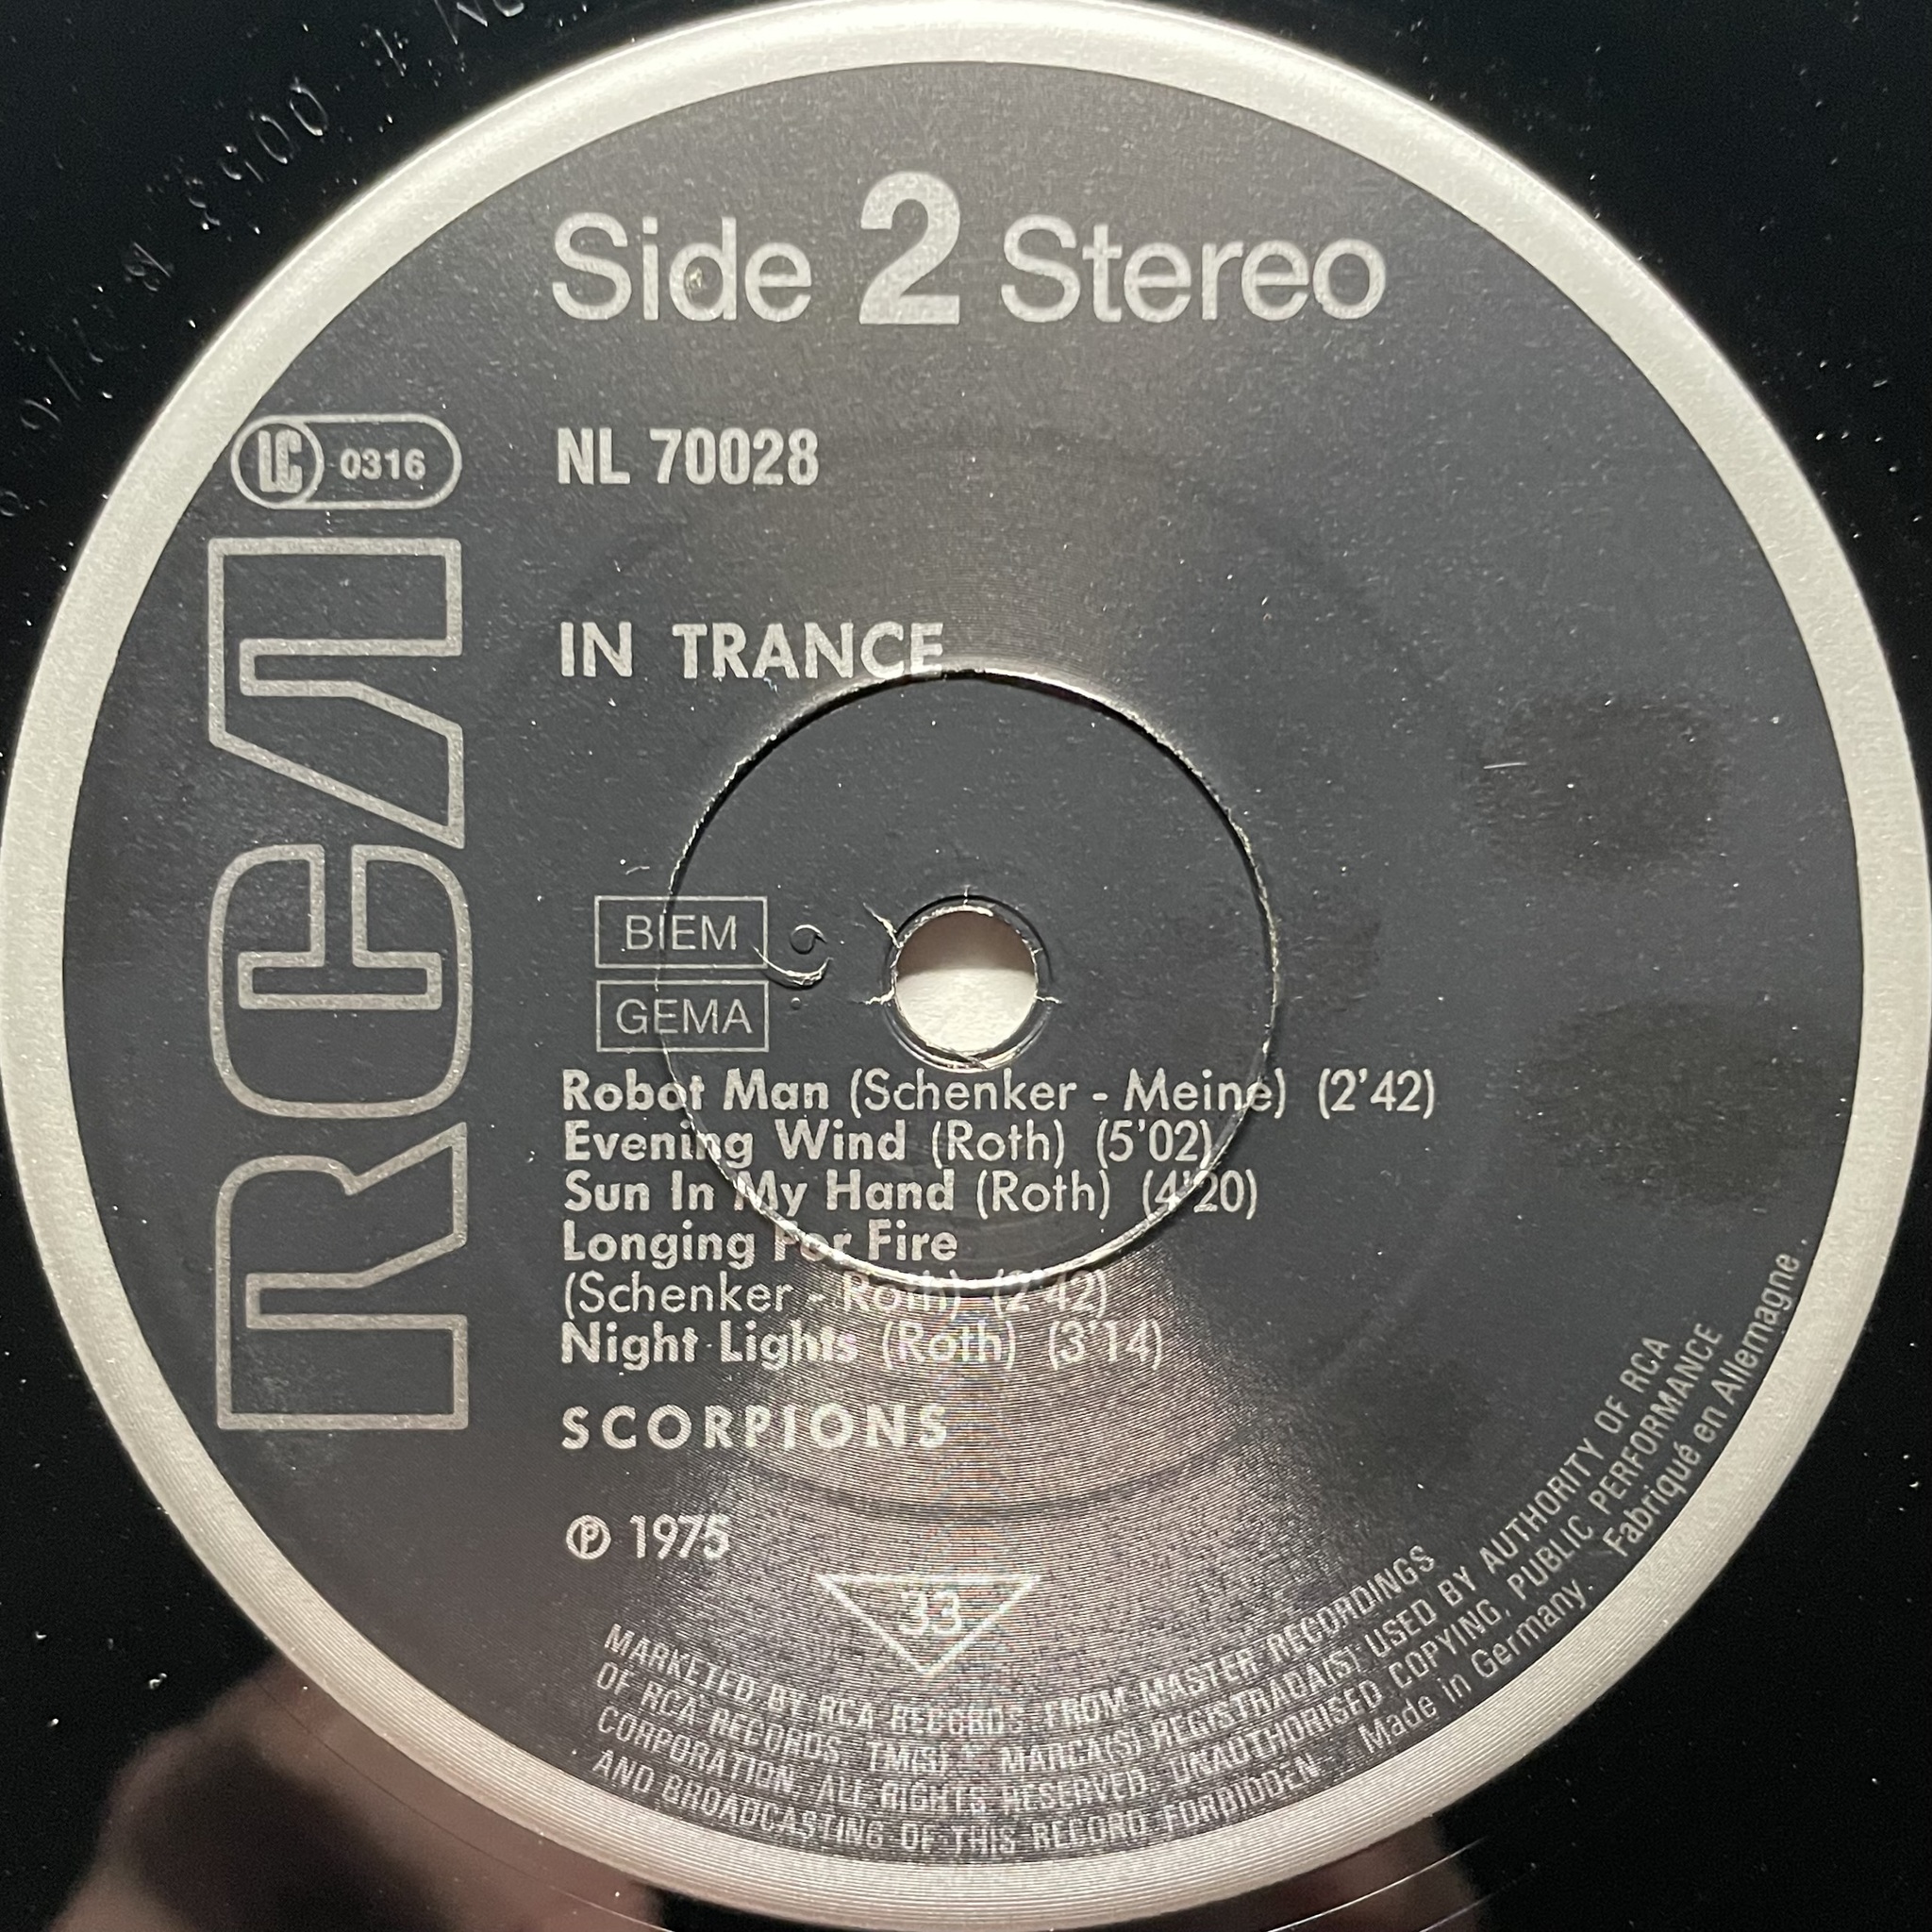 Side 2 Stereo
LC 0316
NL 70028
RCA
IN TRANCE
BIEM
GEMA
Robot Man (Schenker - Meine) (2'42)
Evening Wind (Roth) (5'02)
Sun In My Hand (Roth) (4'20)
Longing For Fire
(Schenker - Roth) (2'42)
Night Lights (Roth) (3'14)
SCORPIONS
℗ 1975
33
MARKETED BY RCA RECORDS FROM MASTER RECORDINGS
OF RCA RECORDS. TM(S) ® MARCA(S) REGISTRADA(S) USED BY AUTHORITY OF RCA
CORPORATION. ALL RIGHTS RESERVED. UNAUTHORISED COPYING, PUBLIC PERFORMANCE
AND BROADCASTING OF THIS RECORD FORBIDDEN. Made in Germany. Fabriqué en Allemagne.